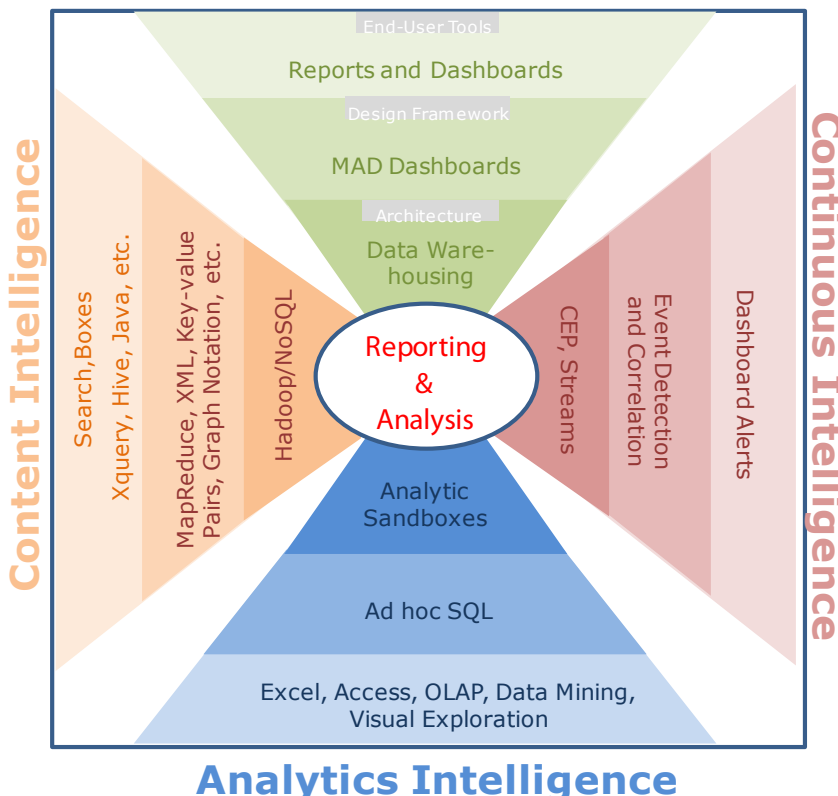 End-User Tools
Reports and Dashboards
Design Framework
MAD Dashboards
Architecture
Data Ware-
housing
Content Intelligence
Search,Boxes
Xquery, Hive, Java, etc.
MapReduce, XML, Key-value
Pairs, Graph Notation, etc.
Hadoop/NoSQL
Reporting
&
Analysis
CEP, Streams
Event Detection
and Correlation
Dashboard Alerts
Continuous Intelligence
Analytic
Sandboxes
Ad hoc SQL
Excel, Access, OLAP, Data Mining,
Visual Exploration
Analytics Intelligence